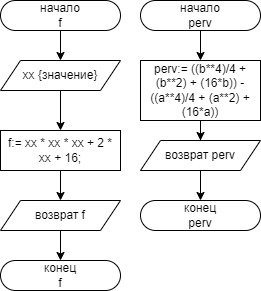 начало
f
xx {значение}
f:= xx * xx * xx + 2 *
xx + 16;
возврат f
конец
f
начало
perv
perv:= ((b**4)/4 +
(b**2) + (16*b)) -
((a**4)/4 + (a**2) +
(16*a))
возврат perv
конец
perv